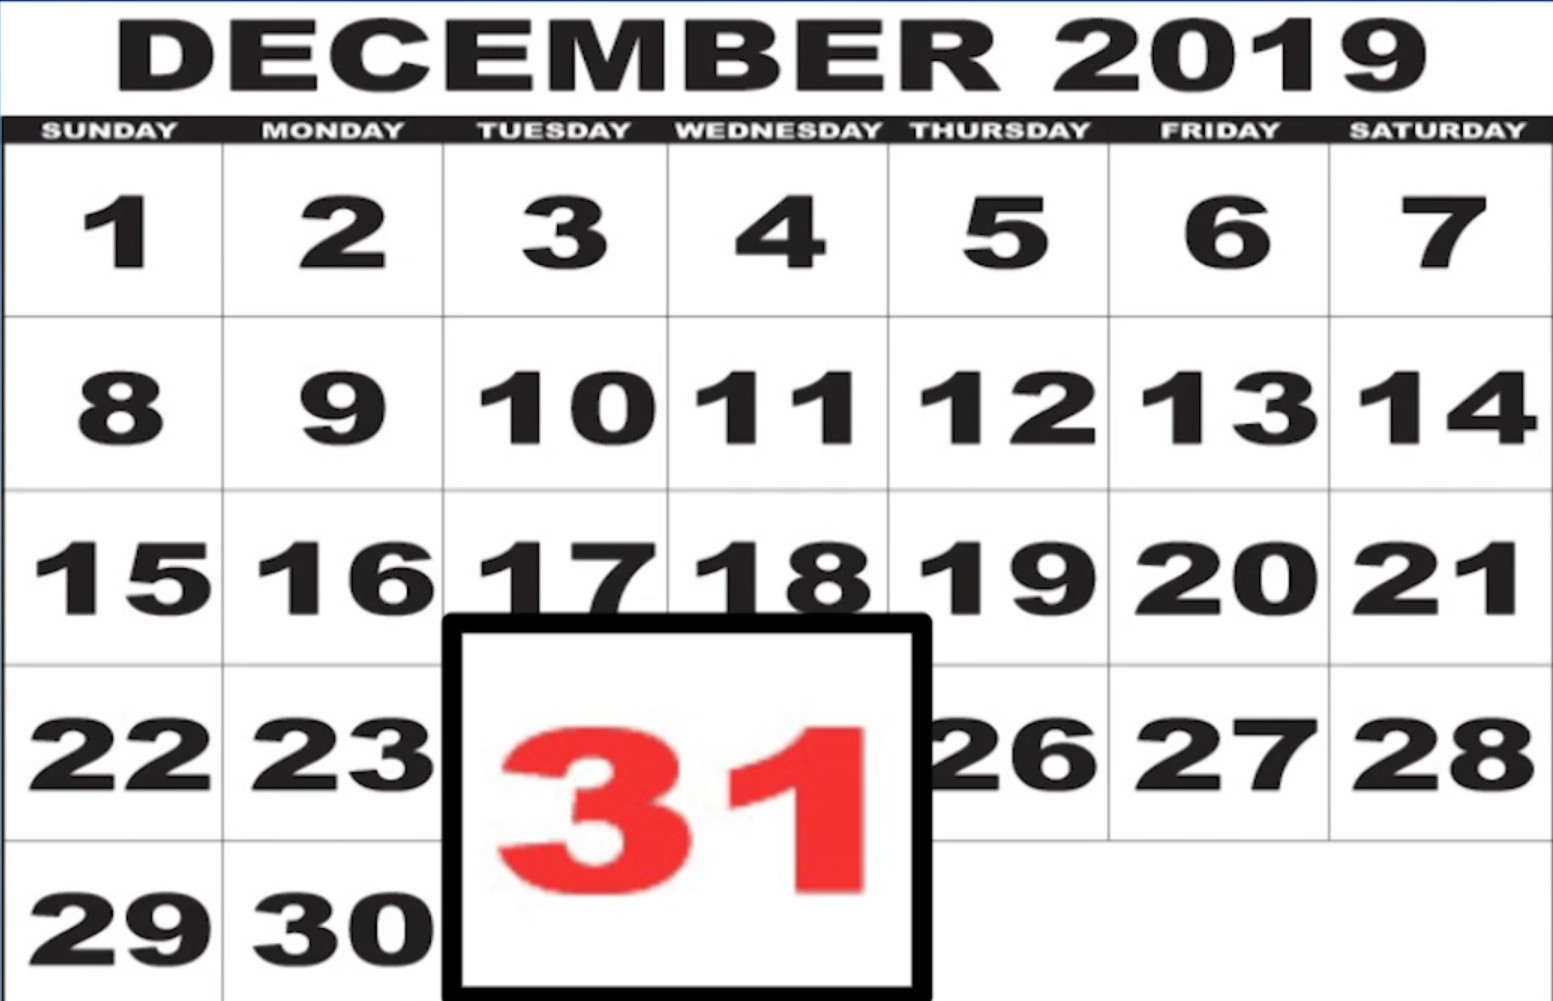 DECEMBER 2019
SUNDAY MONDAY TUESDAY WEDNESDAY THURSDAY FRIDAY SATURDAY
1 2 3 4 5 6 7
8 9 10 11 12 13 14
15 16 17 18 19 20 21
22 23 26 27 28
29 30 31